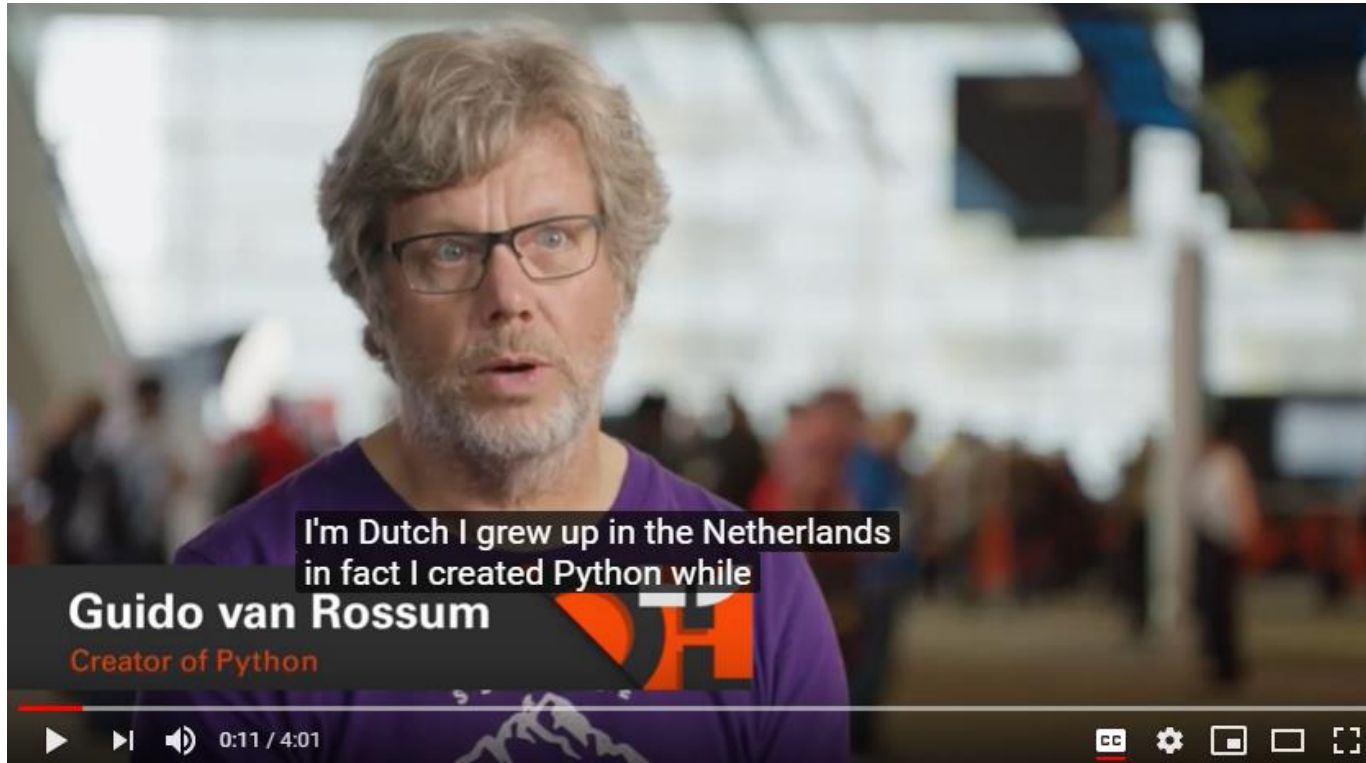 I'm Dutch I grew up in the Netherlands
in fact I created Python while
Guido van Rossum
Creator of Python
0:11 / 4:01
CC